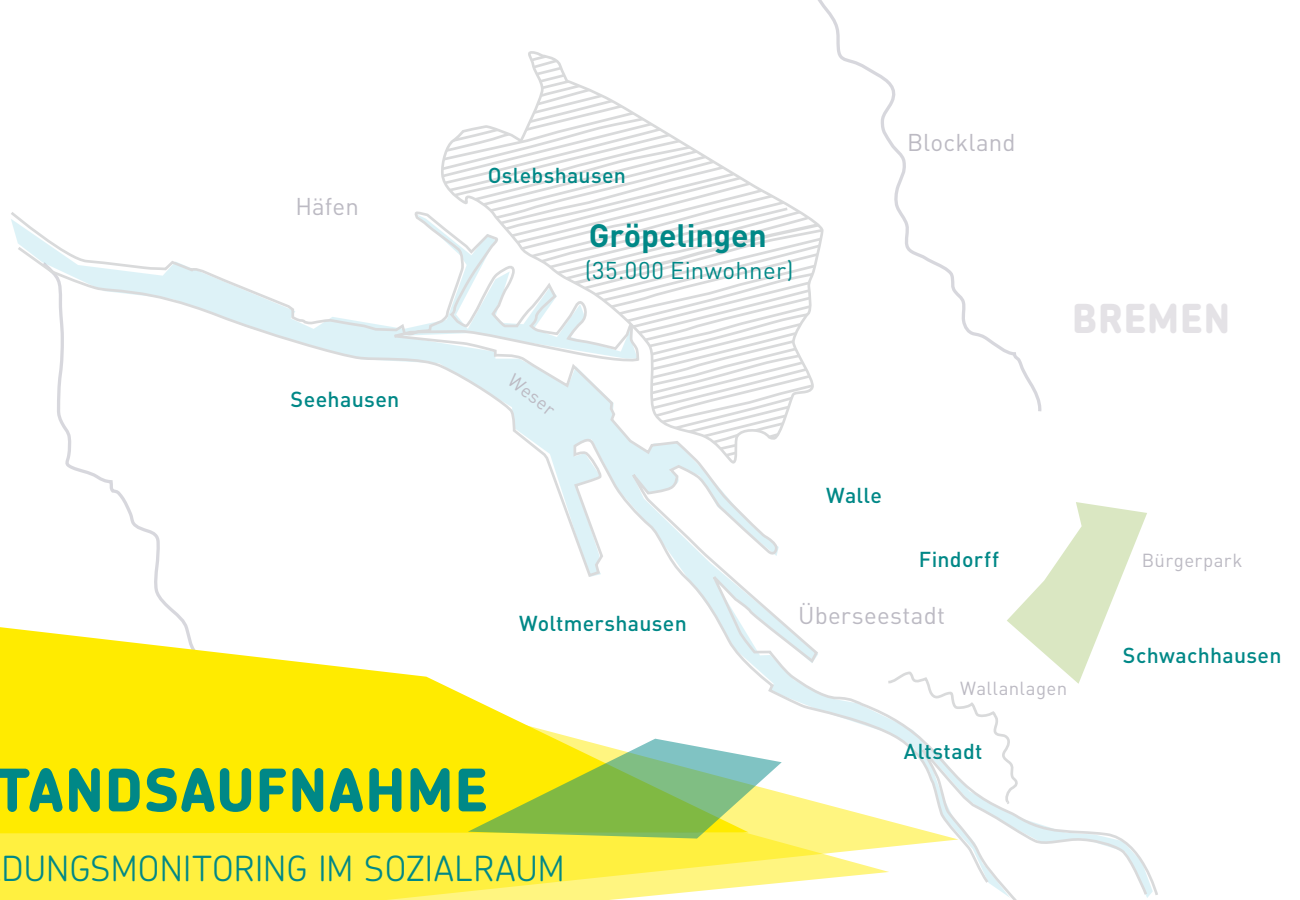 Blockland
Oslebshausen
Häfen
Gröpelingen
(35.000 Einwohner)
BREMEN
Weser
Seehausen
Walle
Findorff
Bürgerpark
Überseestadt
Woltmershausen
Schwachhausen
Wallanlagen
Altstadt
TANDSAUFNAHME
DUNGSMONITORING IM SOZIALRAUM